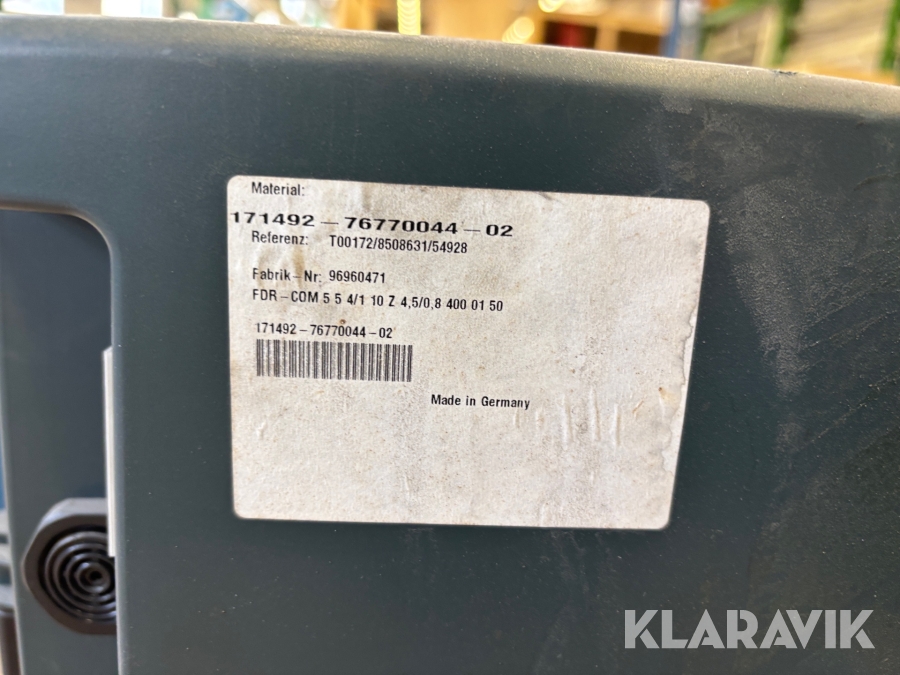 Material:
171492-76770044-02
Referenz: T00172/8508631/54928
Fabrik-Nr: 96960471
FDR-COM 5 5 4/1 10 Z 4,5/0,8 400 01 50
171492-76770044-02
Made in Germany
KLARAVIK